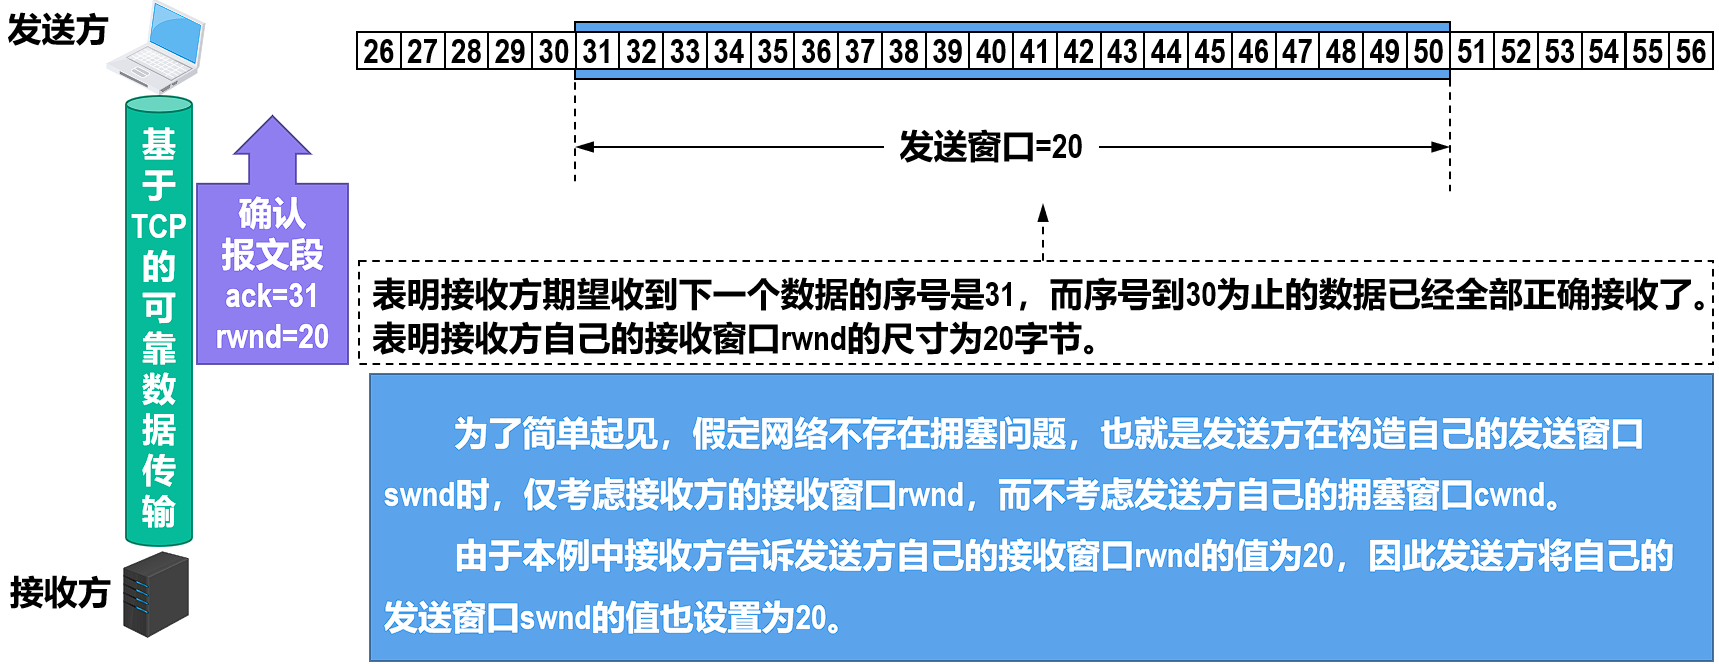 发送方
26 27 28 29 30 31 32 33 34 35 36 37 38 39 40 41 42 43 44 45 46 47 48 49 50 51 52 53 54 55 56
发送窗口=20
基
于
TCP
的
可
靠
数
据
传
输
确认
报文段
ack=31
rwnd=20
表明接收方期望收到下一个数据的序号是31，而序号到30为止的数据已经全部正确接收了。
表明接收方自己的接收窗口rwnd的尺寸为20字节。
为了简单起见，假定网络不存在拥塞问题，也就是发送方在构造自己的发送窗口
swnd时，仅考虑接收方的接收窗口rwnd，而不考虑发送方自己的拥塞窗口cwnd。
由于本例中接收方告诉发送方自己的接收窗口rwnd的值为20，因此发送方将自己的
发送窗口swnd的值也设置为20。
接收方